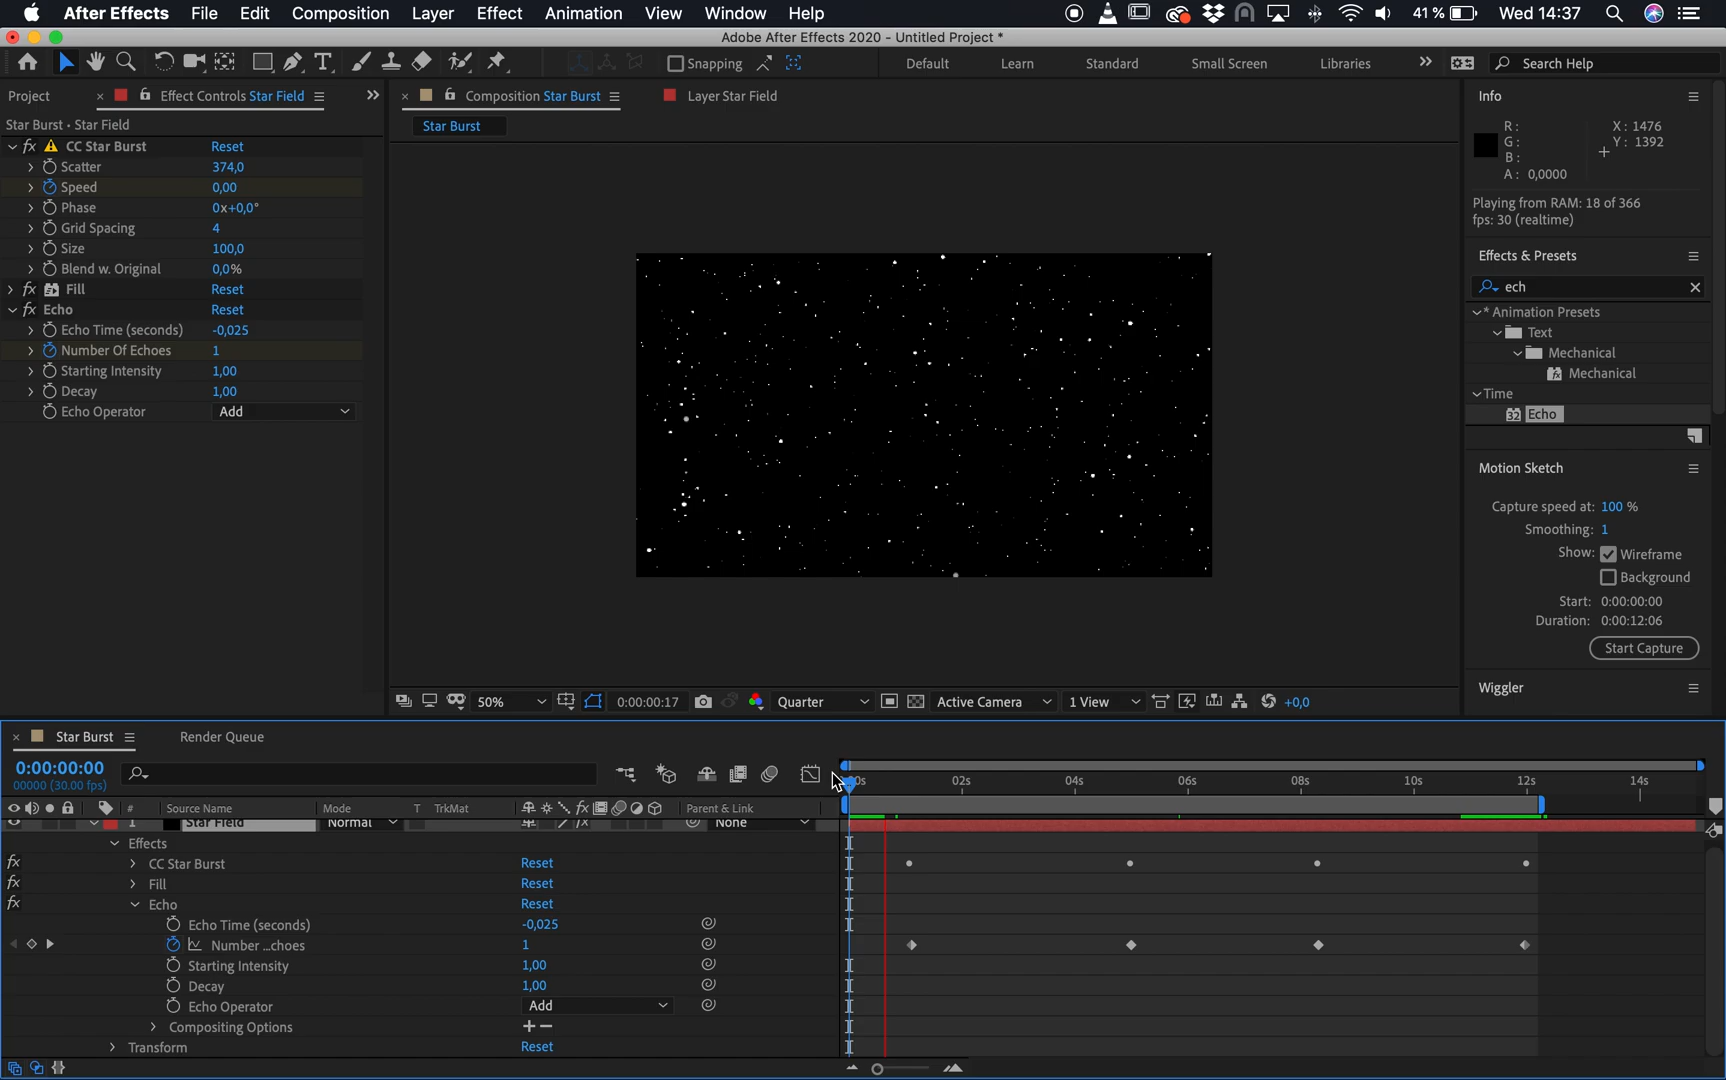 After Effects File Edit Composition Layer Effect Animation View Window Help 41 % Wed 14:37
Adobe After Effects 2020 - Untitled Project *
Snapping Default Learn Standard Small Screen Libraries Search Help
Project Effect Controls Star Field
Star Burst • Star Field
fx CC Star Burst Reset
Scatter 374,0
Speed 0,00
Phase 0x+0,0°
Grid Spacing 4
Size 100,0
Blend w. Original 0,0%
fx Fill Reset
fx Echo Reset
Echo Time (seconds) -0,025
Number Of Echoes 1
Starting Intensity 1,00
Decay 1,00
Echo Operator Add
Composition Star Burst Layer Star Field
Star Burst
50% 0:00:00:17 Quarter Active Camera 1 View +0,0
Info
R: X: 1476
G: Y: 1392
B:
A: 0,0000
Playing from RAM: 18 of 366
fps: 30 (realtime)
Effects & Presets
ech
* Animation Presets
Text
Mechanical
Mechanical
Time
32 Echo
Motion Sketch
Capture speed at: 100 %
Smoothing: 1
Show: Wireframe
Background
Start: 0:00:00:00
Duration: 0:00:12:06
Start Capture
Wiggler
Star Burst Render Queue
0:00:00:00
00000 (30.00 fps)
02s 04s 06s 08s 10s 12s 14s
# Source Name Mode T TrkMat fx Parent & Link
1 Star Field Normal None
Effects
fx CC Star Burst Reset
fx Fill Reset
fx Echo Reset
Echo Time (seconds) -0,025
Number ...choes 1
Starting Intensity 1,00
Decay 1,00
Echo Operator Add
Compositing Options
Transform Reset